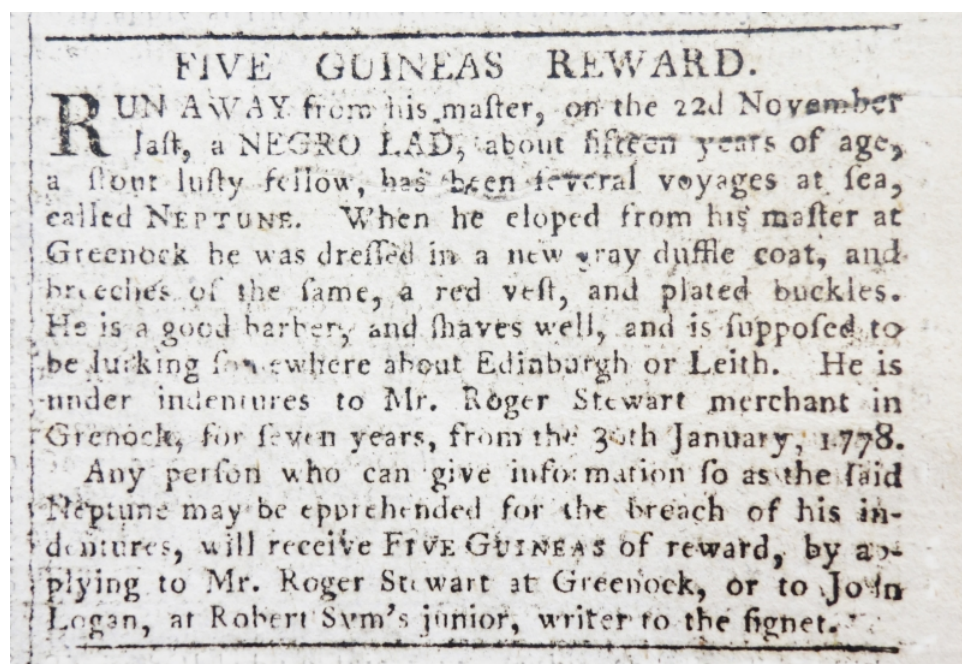 FIVE GUINEAS REWARD.
RUN AWAY from his master, on the 22d November
last, a NEGRO LAD, about fifteen years of age,
a stout lusty fellow, has been several voyages at sea,
called NEPTUNE. When he eloped from his master at
Greenock he was dressed in a new gray duffle coat, and
breeches of the same, a red vest, and plated buckles.
He is a good barber, and shaves well, and is supposed to
be lurking somewhere about Edinburgh or Leith. He is
under indentures to Mr. Roger Stewart merchant in
Grenock, for seven years, from the 30th January, 1778.
Any person who can give information so as the said
Neptune may be epprehended for the breach of his in-
dentures, will receive FIVE GUINEAS of reward, by ap-
plying to Mr. Roger Stewart at Greenock, or to John
Logan, at Robert Sym's junior, writer to the signet.